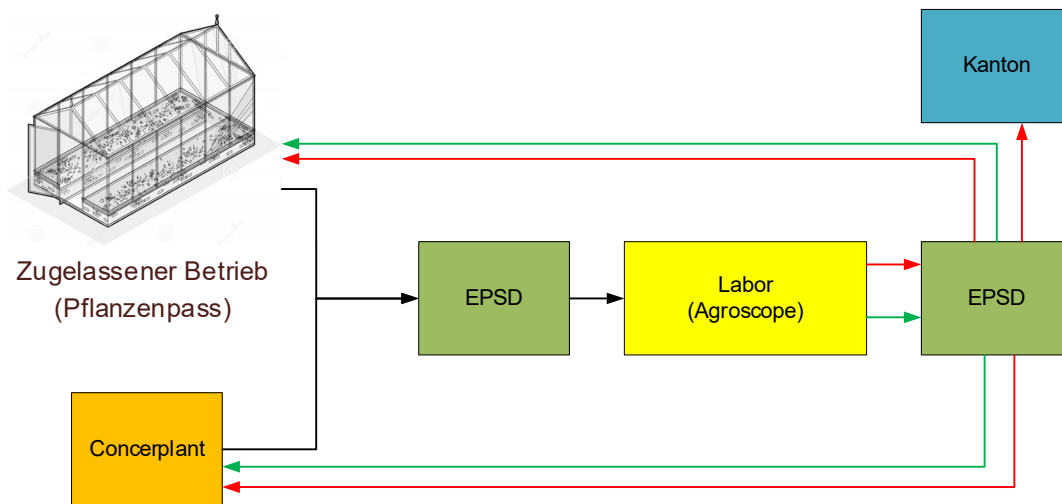 Kanton
Zugelassener Betrieb
(Pflanzenpass)
EPSD
Labor
(Agroscope)
EPSD
Concerplant